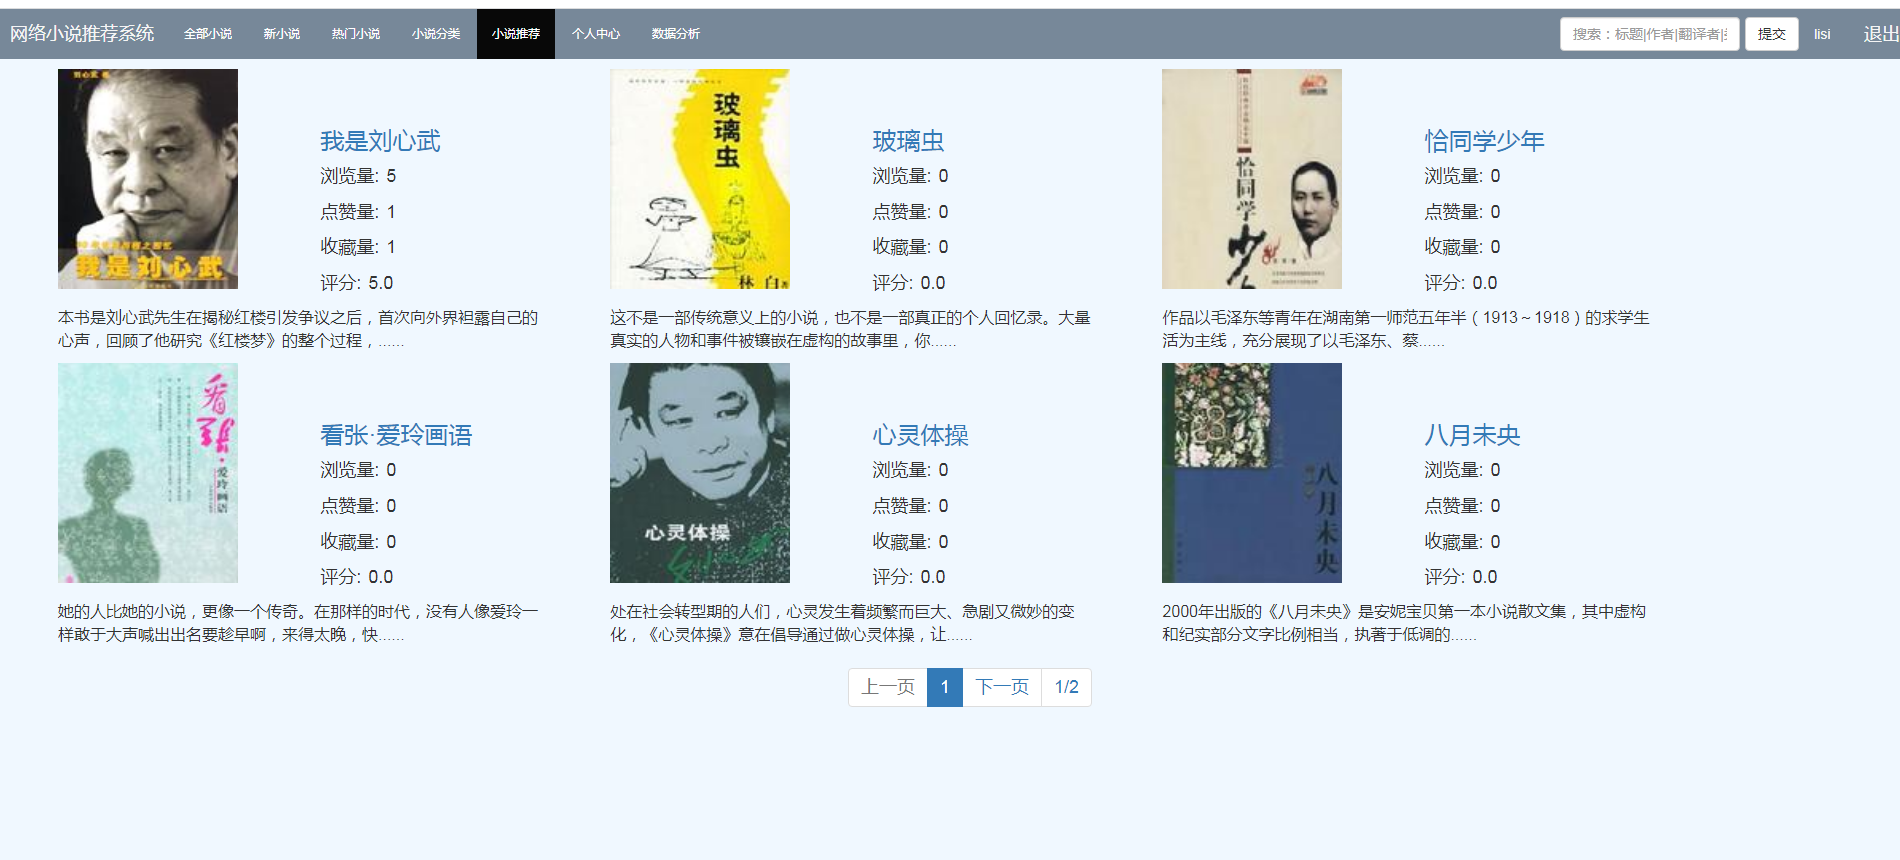 网络小说推荐系统 全部小说 新小说 热门小说 小说分类 小说推荐 个人中心 数据分析 搜索：标题|作者|翻译者| 提交 lisi 退出
刘心武 著
我是刘心武
我是刘心武
浏览量: 5
点赞量: 1
收藏量: 1
评分: 5.0
本书是刘心武先生在揭秘红楼引发争议之后，首次向外界袒露自己的
心声，回顾了他研究《红楼梦》的整个过程，......
玻璃虫
林白
玻璃虫
浏览量: 0
点赞量: 0
收藏量: 0
评分: 0.0
这不是一部传统意义上的小说，也不是一部真正的个人回忆录。大量
真实的人物和事件被镶嵌在虚构的故事里，你......
恰同学少年
恰同学少年
浏览量: 0
点赞量: 0
收藏量: 0
评分: 0.0
作品以毛泽东等青年在湖南第一师范五年半（1913～1918）的求学生
活为主线，充分展现了以毛泽东、蔡......
看张·爱玲画语
看张·爱玲画语
浏览量: 0
点赞量: 0
收藏量: 0
评分: 0.0
她的人比她的小说，更像一个传奇。在那样的时代，没有人像爱玲一
样敢于大声喊出出名要趁早啊，来得太晚，快......
心灵体操
心灵体操
浏览量: 0
点赞量: 0
收藏量: 0
评分: 0.0
处在社会转型期的人们，心灵发生着频繁而巨大、急剧又微妙的变
化，《心灵体操》意在倡导通过做心灵体操，让......
八月未央
八月未央
浏览量: 0
点赞量: 0
收藏量: 0
评分: 0.0
2000年出版的《八月未央》是安妮宝贝第一本小说散文集，其中虚构
和纪实部分文字比例相当，执著于低调的......
上一页 1 下一页 1/2